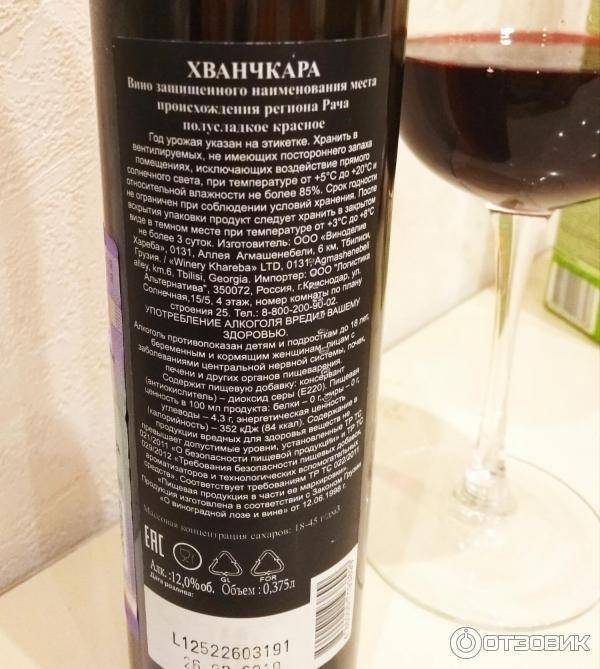 ХВАНЧКАРА
Вино защищенного наименования места
происхождения региона Рача
полусладкое красное
Год урожая указан на этикетке. Хранить в
вентилируемых, не имеющих постороннего запаха
помещениях, исключающих воздействие прямого
солнечного света, при температуре от +5°С до +20°С и
относительной влажности не более 85%. Срок годности
не ограничен при соблюдении условий хранения. После
вскрытия упаковки продукт следует хранить в закрытом
виде в темном месте при температуре от +3°С до +8°С
не более 3 суток. Изготовитель: ООО «Виноделие
Хареба», 0131, Аллея Агмашенебели, 6 км, Тбилиси,
Грузия. / «Winery Khareba» LTD, 0131, Agmashenebeli
alley, km.6, Tbilisi, Georgia. Импортер: ООО "Логистика
Альтернатива", 350072, Россия, г.Краснодар, ул.
Солнечная,15/5, 4 этаж, номер комнаты по плану
строения 25. Тел.: 8-800-200-90-02.
УПОТРЕБЛЕНИЕ АЛКОГОЛЯ ВРЕДИТ ВАШЕМУ
ЗДОРОВЬЮ.
Алкоголь противопоказан детям и подросткам до 18 лет,
беременным и кормящим женщинам, лицам с
заболеваниями центральной нервной системы, почек,
печени и других органов пищеварения.
Содержит пищевую добавку: консервант
(антиокислитель) – диоксид серы (Е220). Пищевая
ценность в 100 мл продукта: белки – 0 г, жиры – 0 г,
углеводы – 4,3 г, энергетическая ценность
(калорийность) – 352 кДж (84 ккал). Содержание в
продукции вредных для здоровья веществ не
превышает допустимые уровни, установленные ТР ТС
021/2011 «О безопасности пищевой продукции» и ТР ТС
029/2012 «Требования безопасности пищевых добавок,
ароматизаторов и технологических вспомогательных
средств». Соответствует требованиям ТР ТС 022/2011
«Пищевая продукция в части ее маркировки».
Продукция изготовлена в соответствии с Законом Грузии
«О виноградной лозе и вине» от 12.06.1998 г.
Массовая концентрация сахаров: 18-45 г/дм3
ЕАС
GL FOR
Алк. :12,0% об. Объем : 0,375л
Дата розлива:
L12522603191
ОТЗОВИК